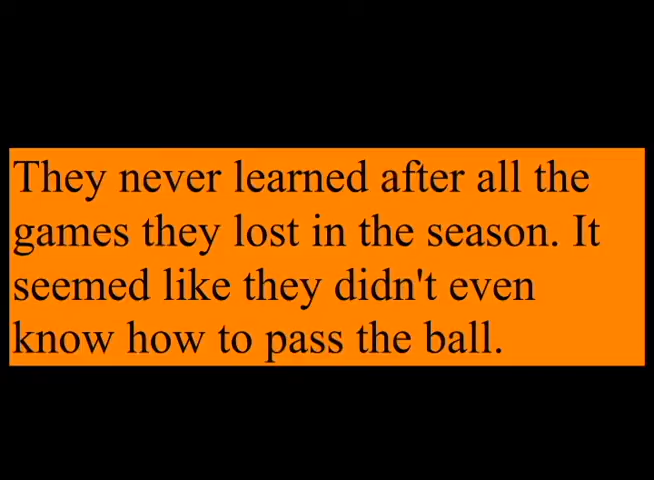 They never learned after all the
games they lost in the season. It
seemed like they didn't even
know how to pass the ball.